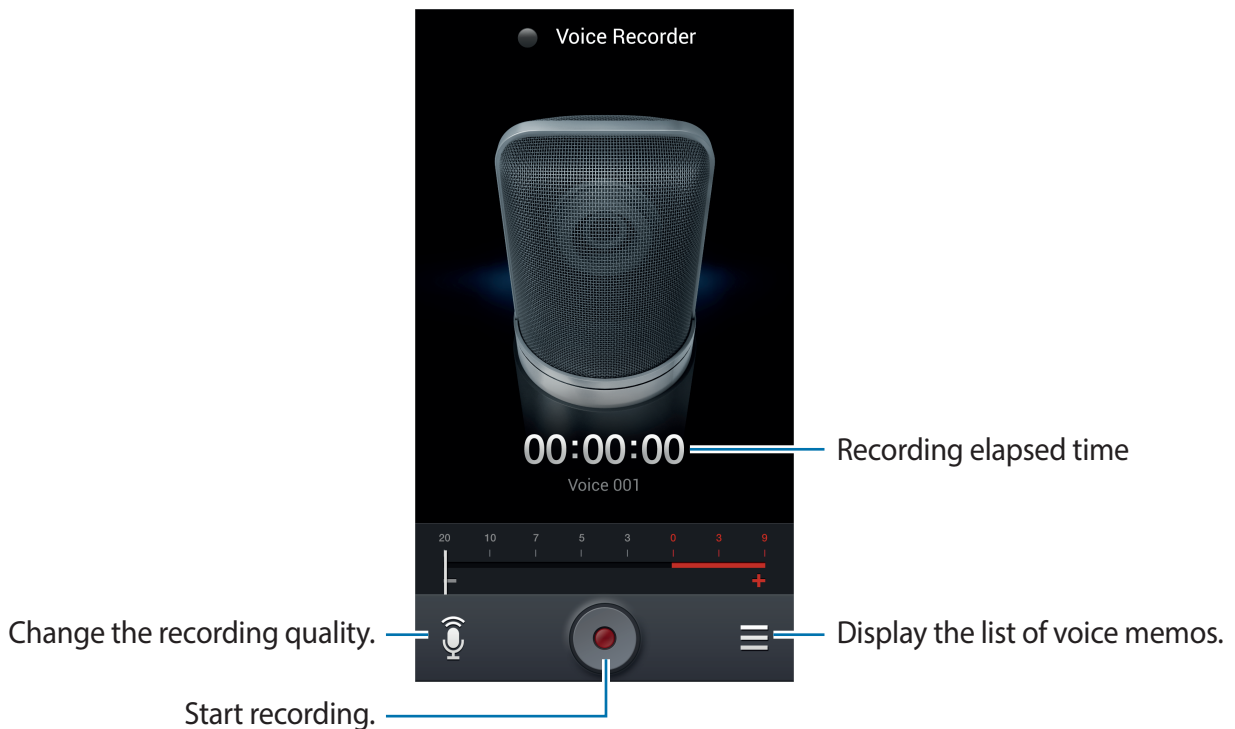 Voice Recorder
00:00:00
Recording elapsed time
Voice 001
20 10 7 5 3 0 3 9
− +
Change the recording quality.
Display the list of voice memos.
Start recording.